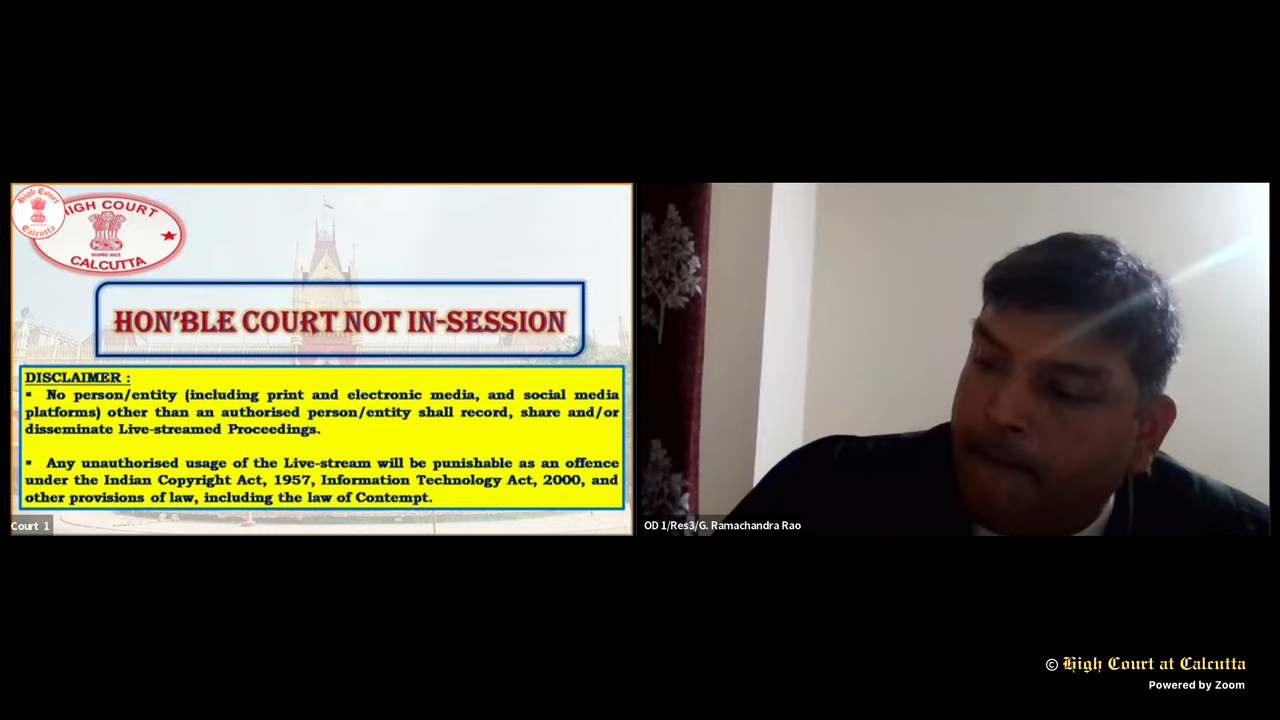 High Court
Calcutta
HIGH COURT
CALCUTTA
HON'BLE COURT NOT IN-SESSION
DISCLAIMER :
▪ No person/entity (including print and electronic media, and social media
platforms) other than an authorised person/entity shall record, share and/or
disseminate Live-streamed Proceedings.
▪ Any unauthorised usage of the Live-stream will be punishable as an offence
under the Indian Copyright Act, 1957, Information Technology Act, 2000, and
other provisions of law, including the law of Contempt.
Court 1
OD 1/Res3/G. Ramachandra Rao
© High Court at Calcutta
Powered by Zoom